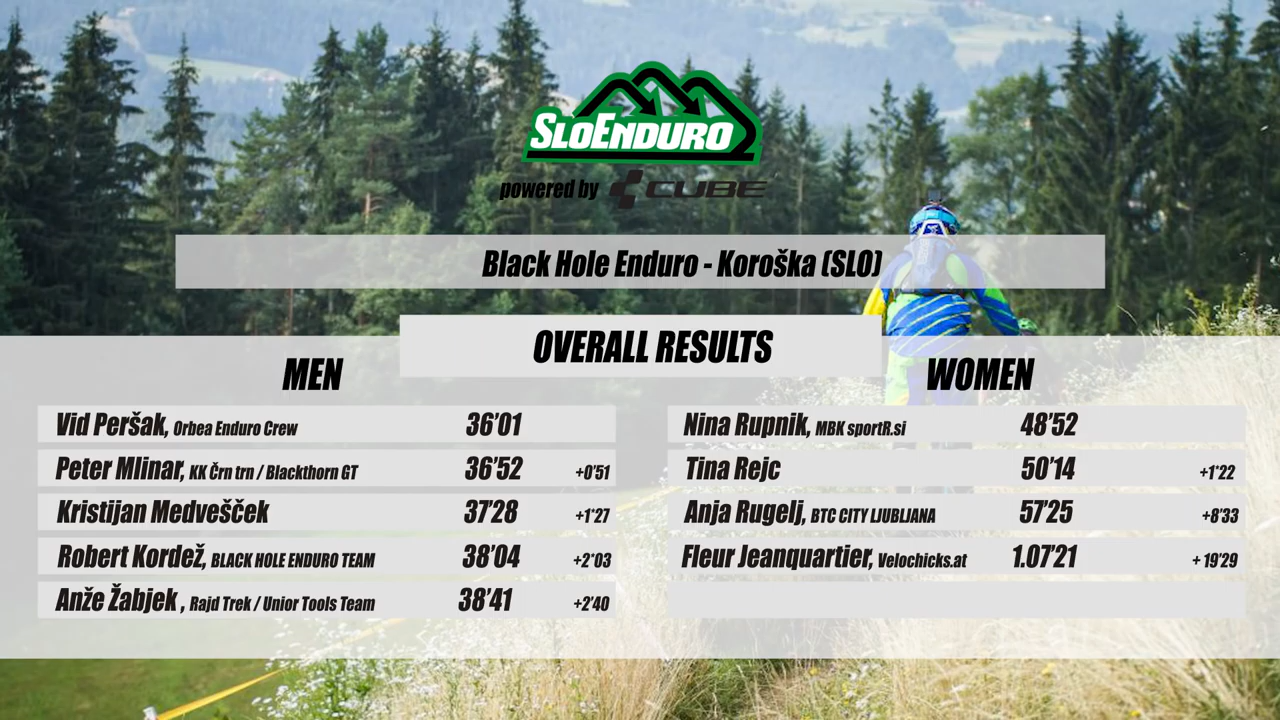 SLOENDURO
powered by CUBE
Black Hole Enduro - Koroška (SLO)
OVERALL RESULTS
MEN
Vid Peršak, Orbea Enduro Crew 36’01
Peter Mlinar, KK Črn trn / Blackthorn GT 36’52 +0’51
Kristijan Medvešček 37’28 +1’27
Robert Kordež, BLACK HOLE ENDURO TEAM 38’04 +2’03
Anže Žabjek , Rajd Trek / Unior Tools Team 38’41 +2’40
WOMEN
Nina Rupnik, MBK sportR.si 48’52
Tina Rejc 50’14 +1’22
Anja Rugelj, BTC CITY LJUBLJANA 57’25 +8’33
Fleur Jeanquartier, Velochicks.at 1.07’21 + 19’29